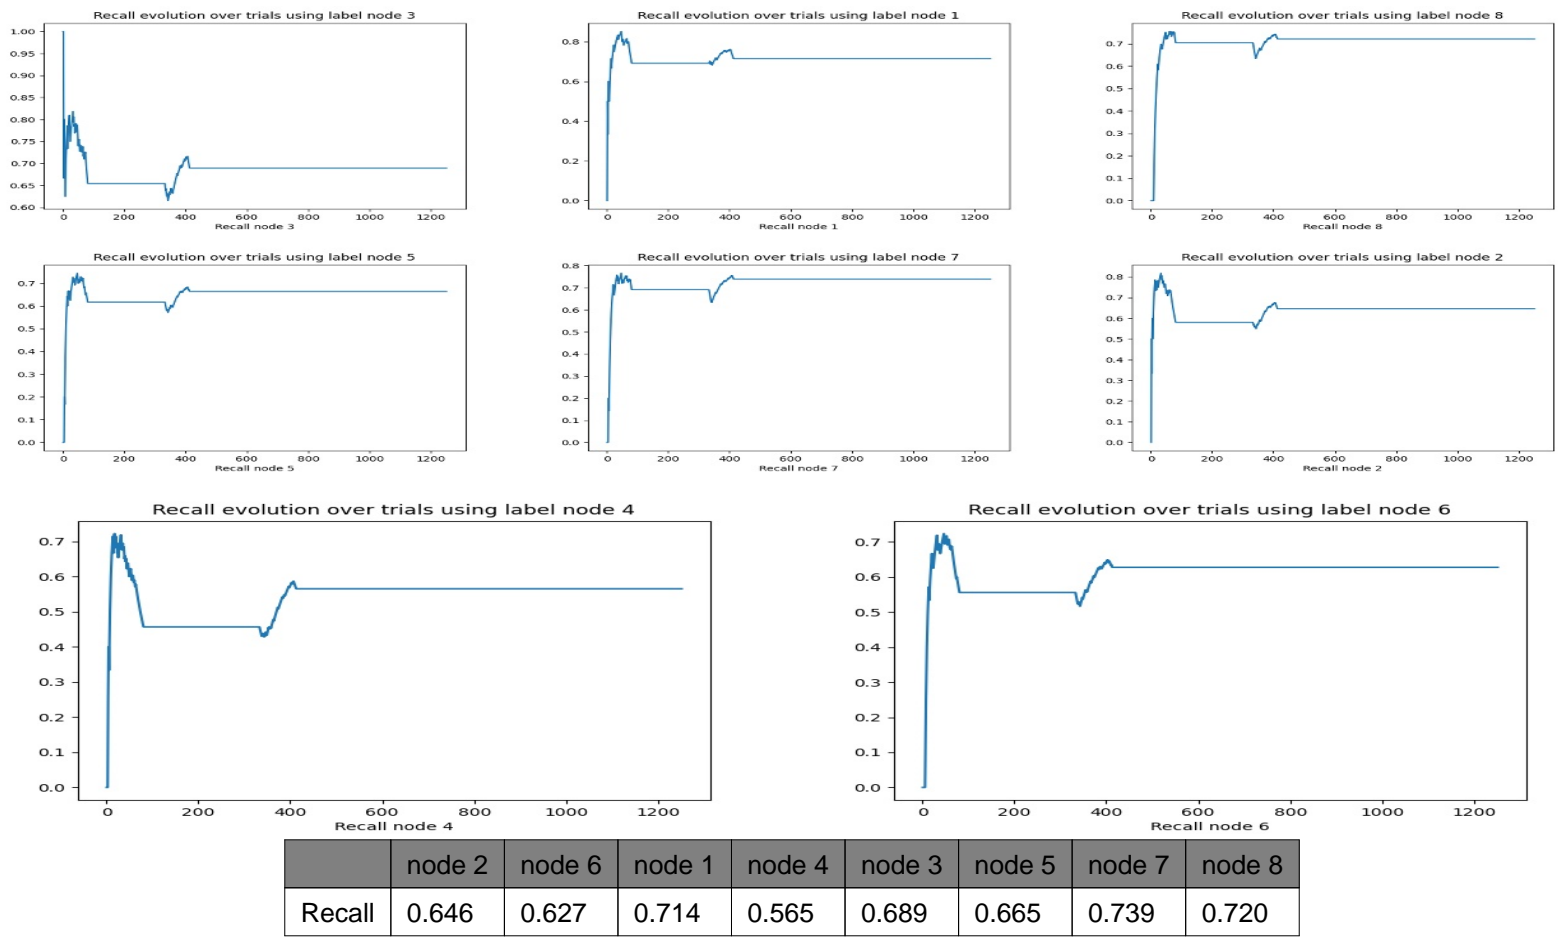 Recall evolution over trials using label node 3
1.00
0.95
0.90
0.85
0.80
0.75
0.70
0.65
0.60
0 200 400 600 800 1000 1200
Recall node 3
Recall evolution over trials using label node 1
0.8
0.6
0.4
0.2
0.0
0 200 400 600 800 1000 1200
Recall node 1
Recall evolution over trials using label node 8
0.7
0.6
0.5
0.4
0.3
0.2
0.1
0.0
0 200 400 600 800 1000 1200
Recall node 8
Recall evolution over trials using label node 5
0.7
0.6
0.5
0.4
0.3
0.2
0.1
0.0
0 200 400 600 800 1000 1200
Recall node 5
Recall evolution over trials using label node 7
0.8
0.7
0.6
0.5
0.4
0.3
0.2
0.1
0.0
0 200 400 600 800 1000 1200
Recall node 7
Recall evolution over trials using label node 2
0.8
0.7
0.6
0.5
0.4
0.3
0.2
0.1
0.0
0 200 400 600 800 1000 1200
Recall node 2
Recall evolution over trials using label node 4
0.7
0.6
0.5
0.4
0.3
0.2
0.1
0.0
0 200 400 600 800 1000 1200
Recall node 4
Recall evolution over trials using label node 6
0.7
0.6
0.5
0.4
0.3
0.2
0.1
0.0
0 200 400 600 800 1000 1200
Recall node 6
node 2 node 6 node 1 node 4 node 3 node 5 node 7 node 8
Recall 0.646 0.627 0.714 0.565 0.689 0.665 0.739 0.720